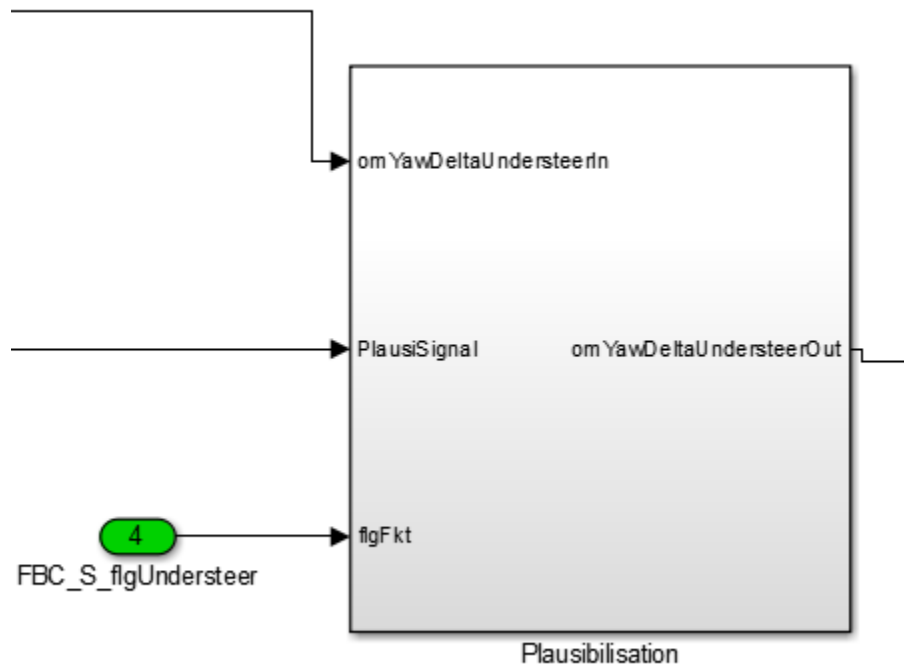 omYawDeltaUndersteerIn
PlausiSignal
omYawDeltaUndersteerOut
4
flgFkt
FBC_S_flgUndersteer
Plausibilisation